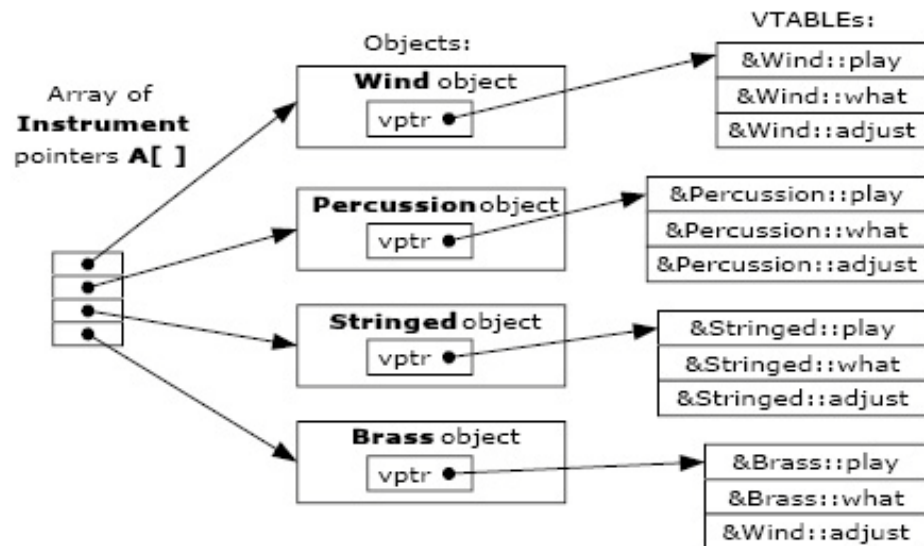 Array of
Instrument
pointers A[ ]
Objects:
Wind object
vptr
Percussion object
vptr
Stringed object
vptr
Brass object
vptr
VTABLEs:
&Wind::play
&Wind::what
&Wind::adjust
&Percussion::play
&Percussion::what
&Percussion::adjust
&Stringed::play
&Stringed::what
&Stringed::adjust
&Brass::play
&Brass::what
&Wind::adjust